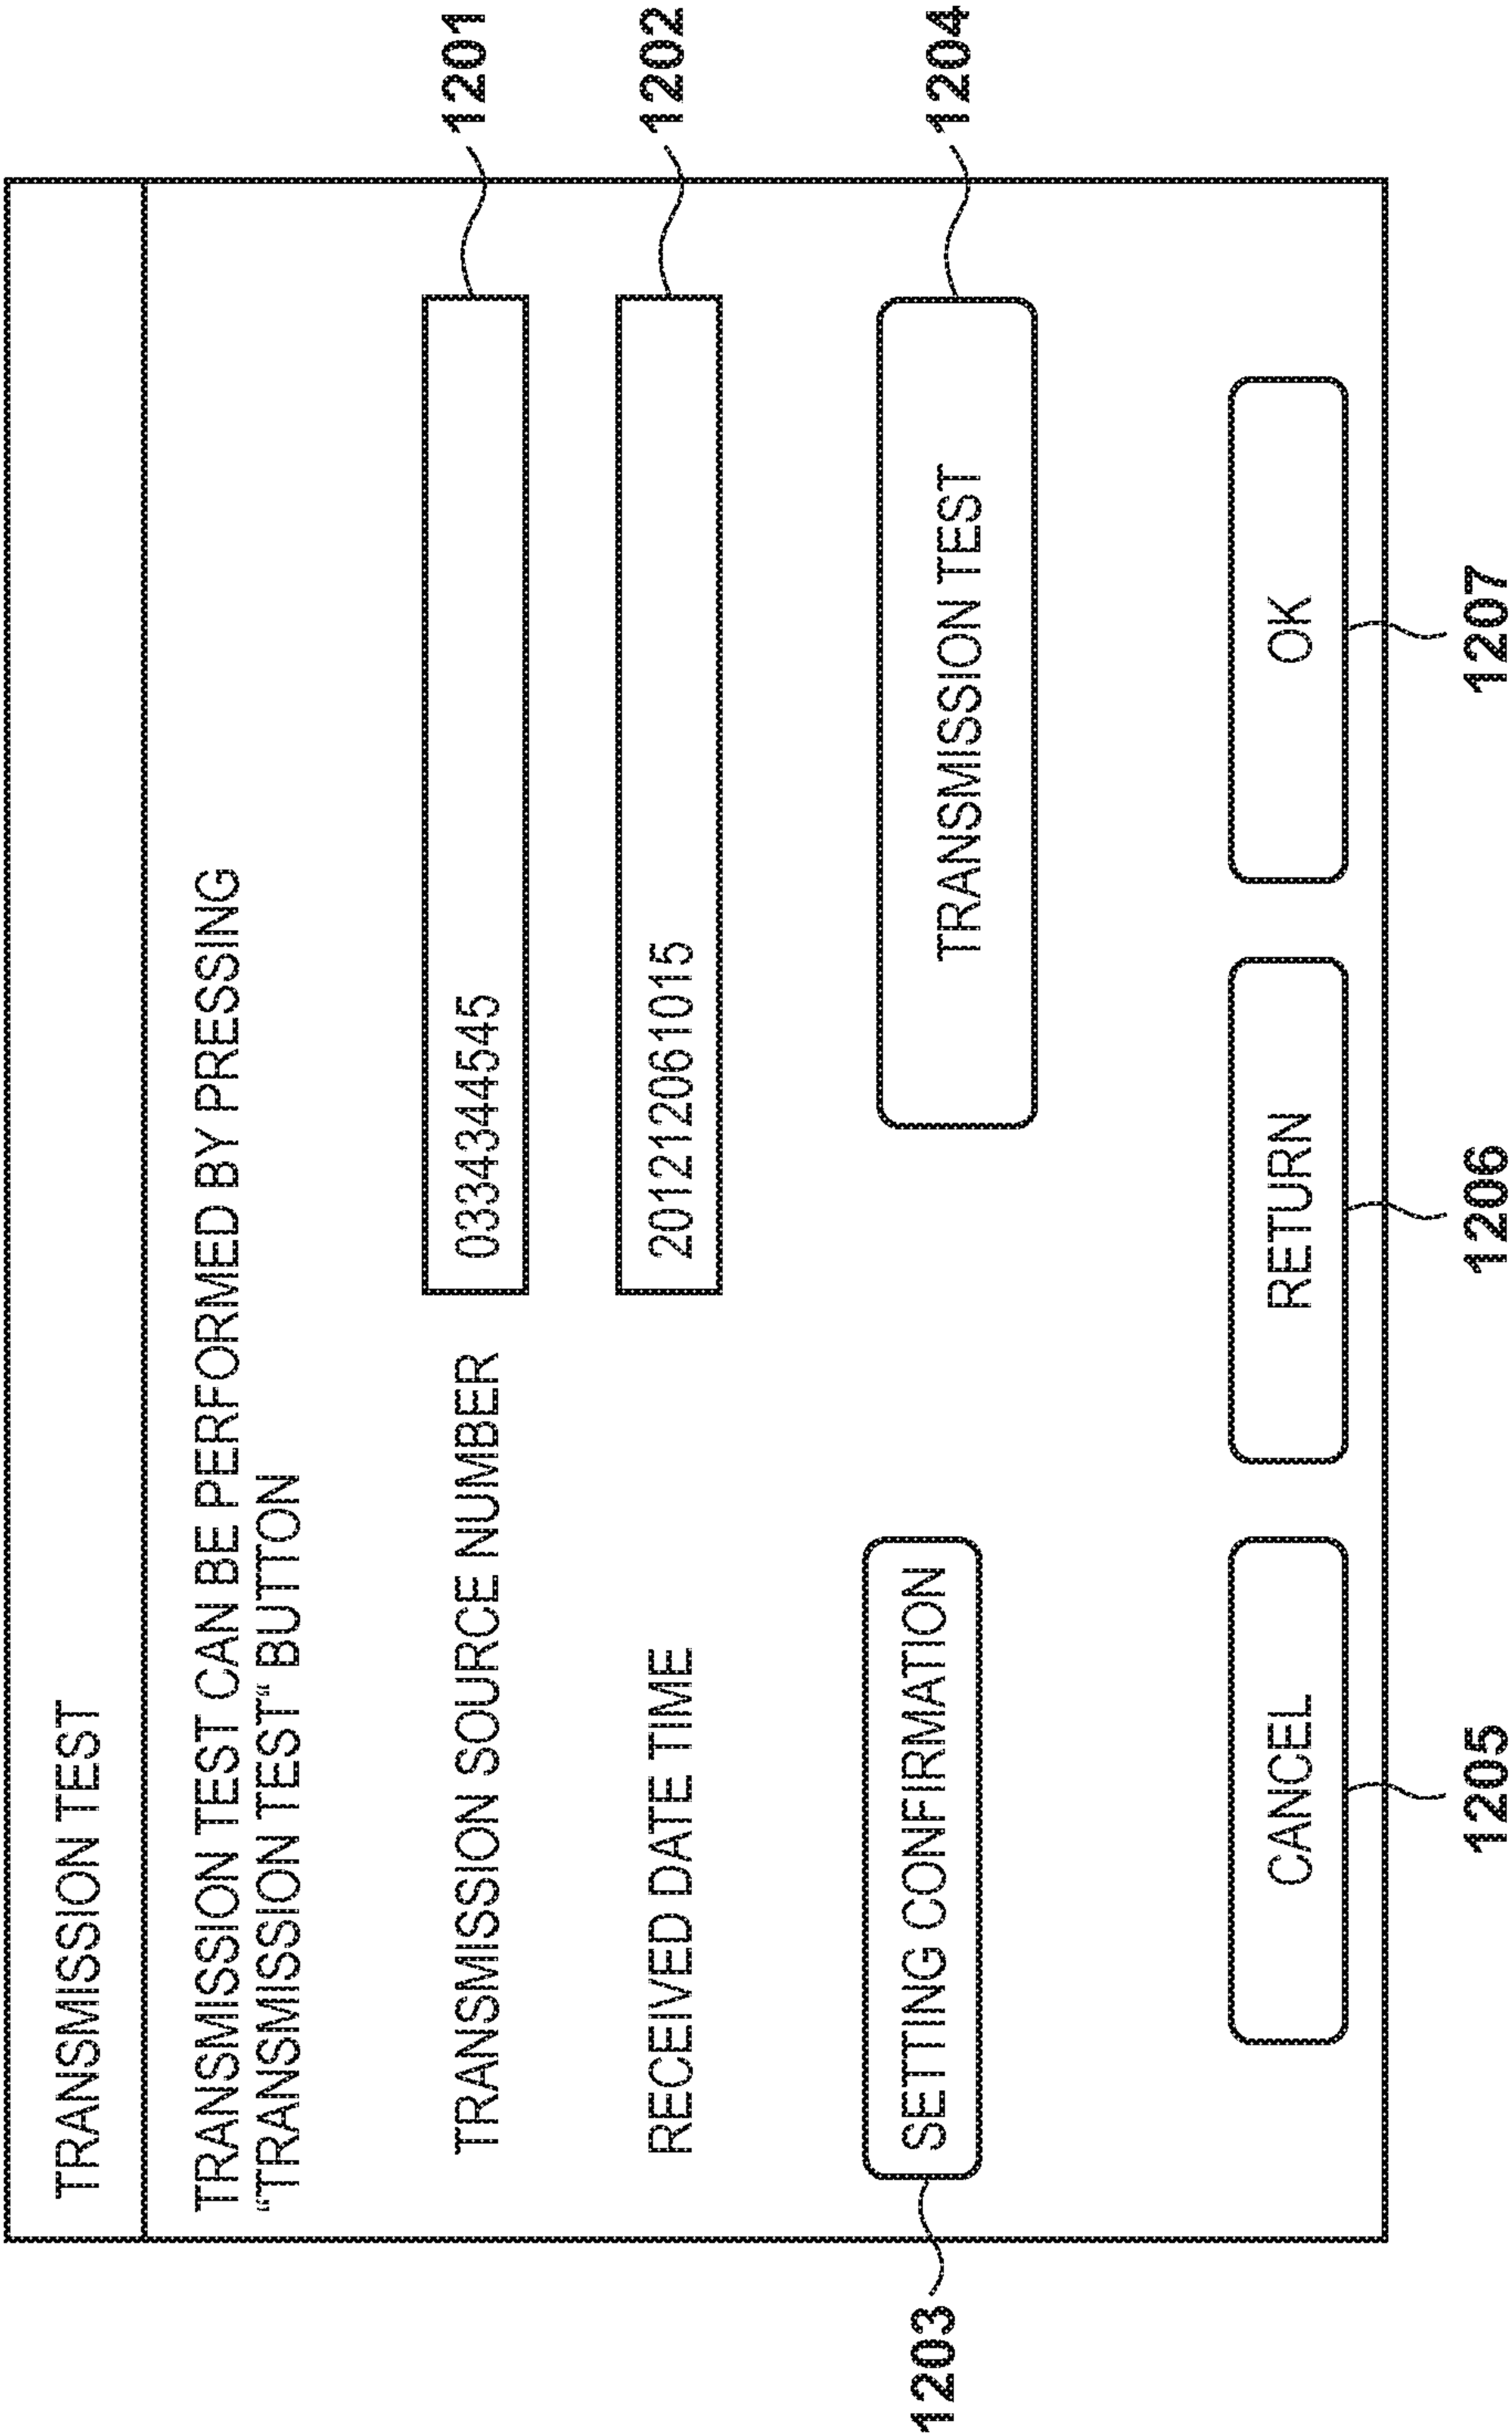 TRANSMISSION TEST
TRANSMISSION TEST CAN BE PERFORMED BY PRESSING
“TRANSMISSION TEST“ BUTTON
TRANSMISSION SOURCE NUMBER 0334344545 1201
RECEIVED DATE TIME 201212061015 1202
1203 SETTING CONFIRMATION TRANSMISSION TEST 1204
CANCEL RETURN OK
1205 1206 1207